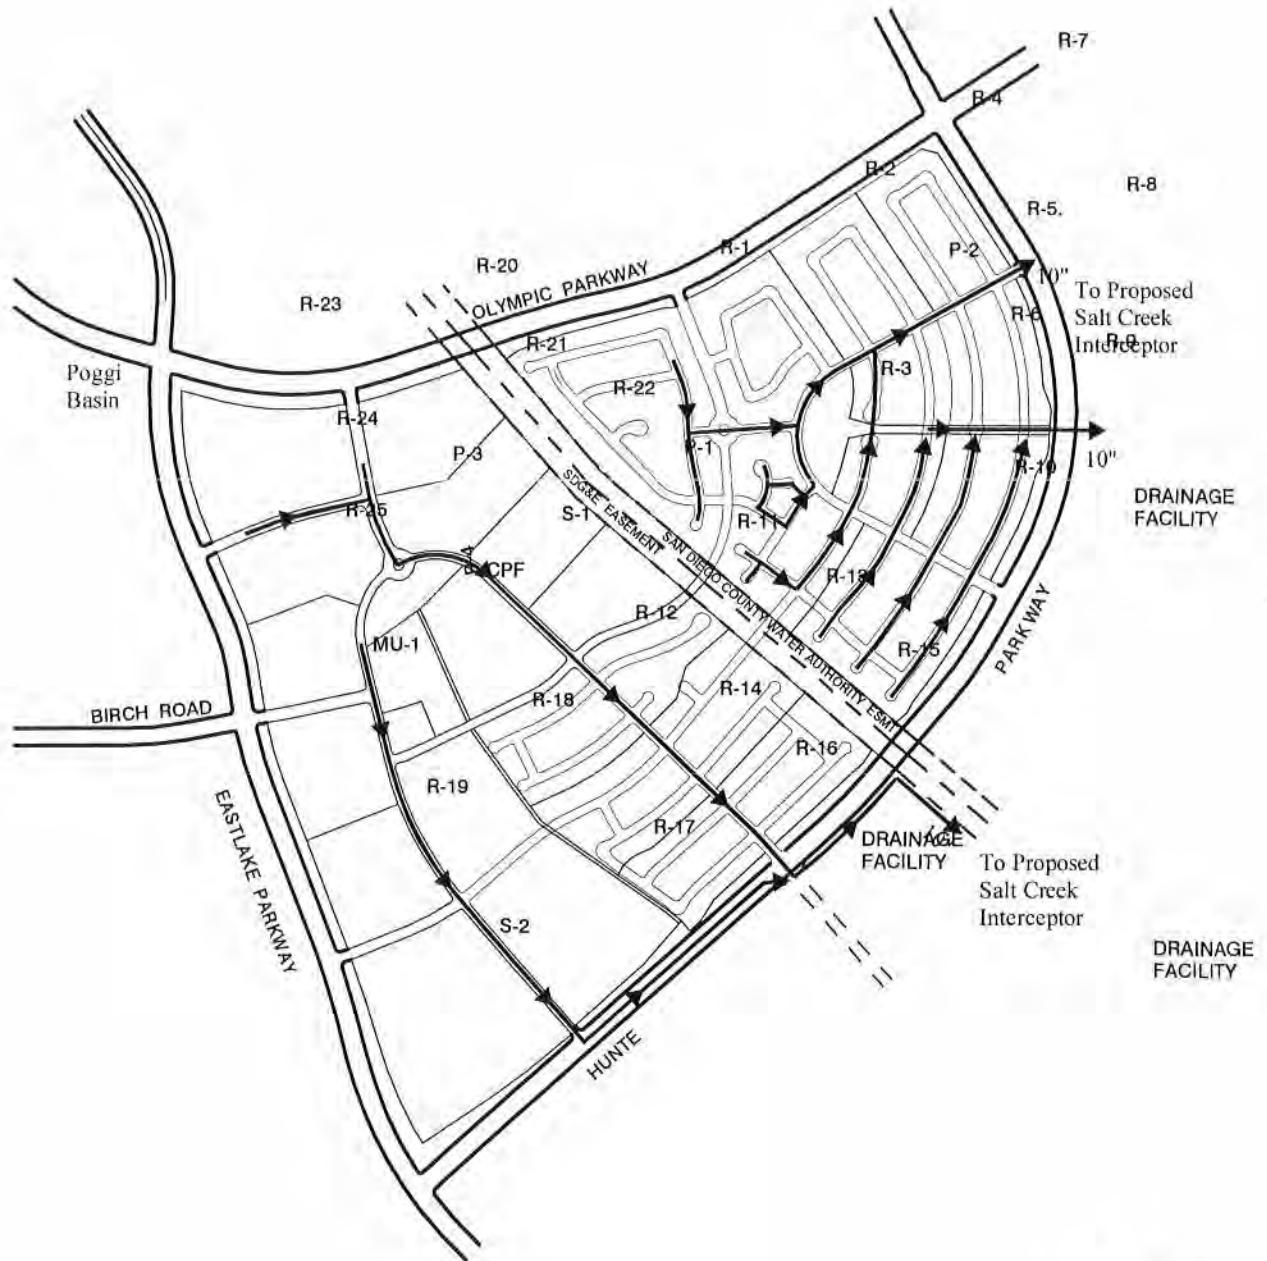 R-7
R-4
R-2
R-8
R-5.
R-1
P-2
R-20
OLYMPIC PARKWAY
10"
To Proposed
Salt Creek
Interceptor
R-23
R-6
R-9
R-21
R-3
Poggi
Basin
R-22
R-24
P-1
P-3
10"
R-10
DRAINAGE
FACILITY
SDG&E EASEMENT
S-1
R-25
R-11
SAN DIEGO COUNTY WATER AUTHORITY ESMT
CPF
R-12
R-13
PARKWAY
MU-1
R-15
R-14
R-18
BIRCH ROAD
R-16
R-19
EASTLAKE PARKWAY
R-17
DRAINAGE
FACILITY
To Proposed
Salt Creek
Interceptor
S-2
DRAINAGE
FACILITY
HUNTE